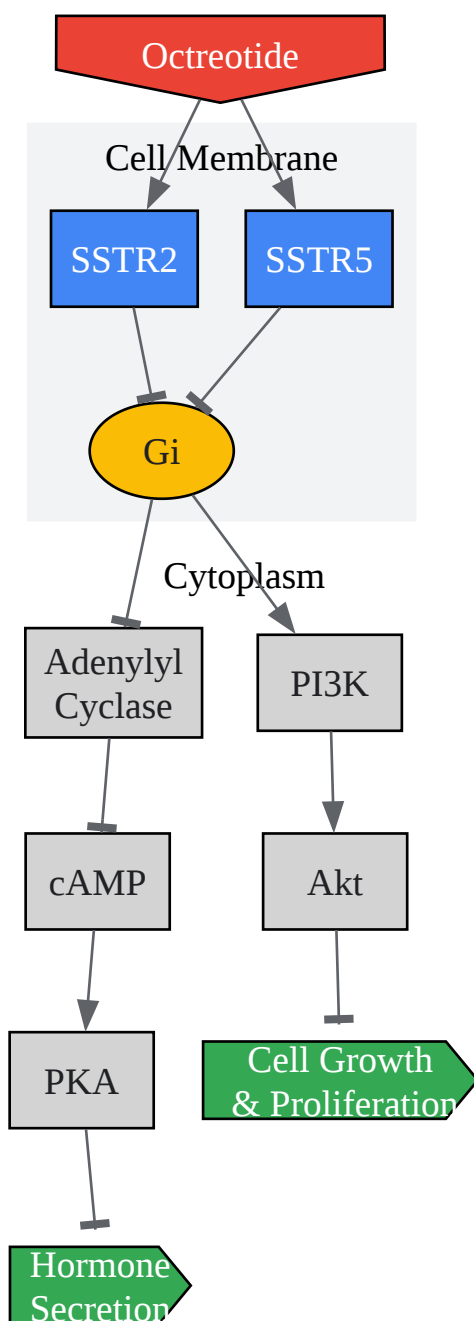 Octreotide
Cell Membrane
SSTR2
SSTR5
Gi
Cytoplasm
Adenylyl
Cyclase
PI3K
cAMP
Akt
PKA
Cell Growth
& Proliferation
Hormone
Secretion